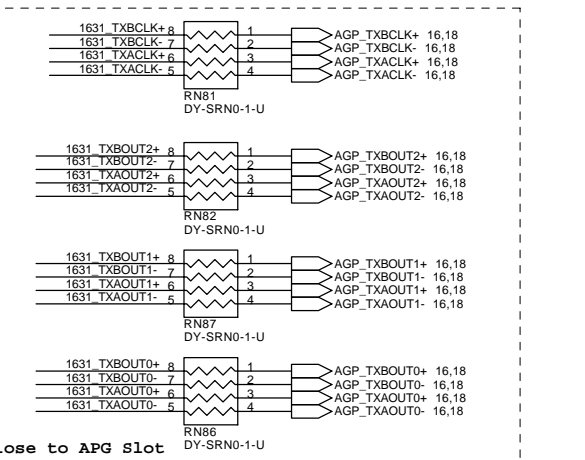 1631_TXBCLK+ 8 1 AGP_TXBCLK+ 16,18
1631_TXBCLK- 7 2 AGP_TXBCLK- 16,18
1631_TXACLK+ 6 3 AGP_TXACLK+ 16,18
1631_TXACLK- 5 4 AGP_TXACLK- 16,18
RN81
DY-SRN0-1-U
1631_TXBOUT2+ 8 1 AGP_TXBOUT2+ 16,18
1631_TXBOUT2- 7 2 AGP_TXBOUT2- 16,18
1631_TXAOUT2+ 6 3 AGP_TXAOUT2+ 16,18
1631_TXAOUT2- 5 4 AGP_TXAOUT2- 16,18
RN82
DY-SRN0-1-U
1631_TXBOUT1+ 8 1 AGP_TXBOUT1+ 16,18
1631_TXBOUT1- 7 2 AGP_TXBOUT1- 16,18
1631_TXAOUT1+ 6 3 AGP_TXAOUT1+ 16,18
1631_TXAOUT1- 5 4 AGP_TXAOUT1- 16,18
RN87
DY-SRN0-1-U
1631_TXBOUT0+ 8 1 AGP_TXBOUT0+ 16,18
1631_TXBOUT0- 7 2 AGP_TXBOUT0- 16,18
1631_TXAOUT0+ 6 3 AGP_TXAOUT0+ 16,18
1631_TXAOUT0- 5 4 AGP_TXAOUT0- 16,18
RN86
DY-SRN0-1-U
lose to APG Slot